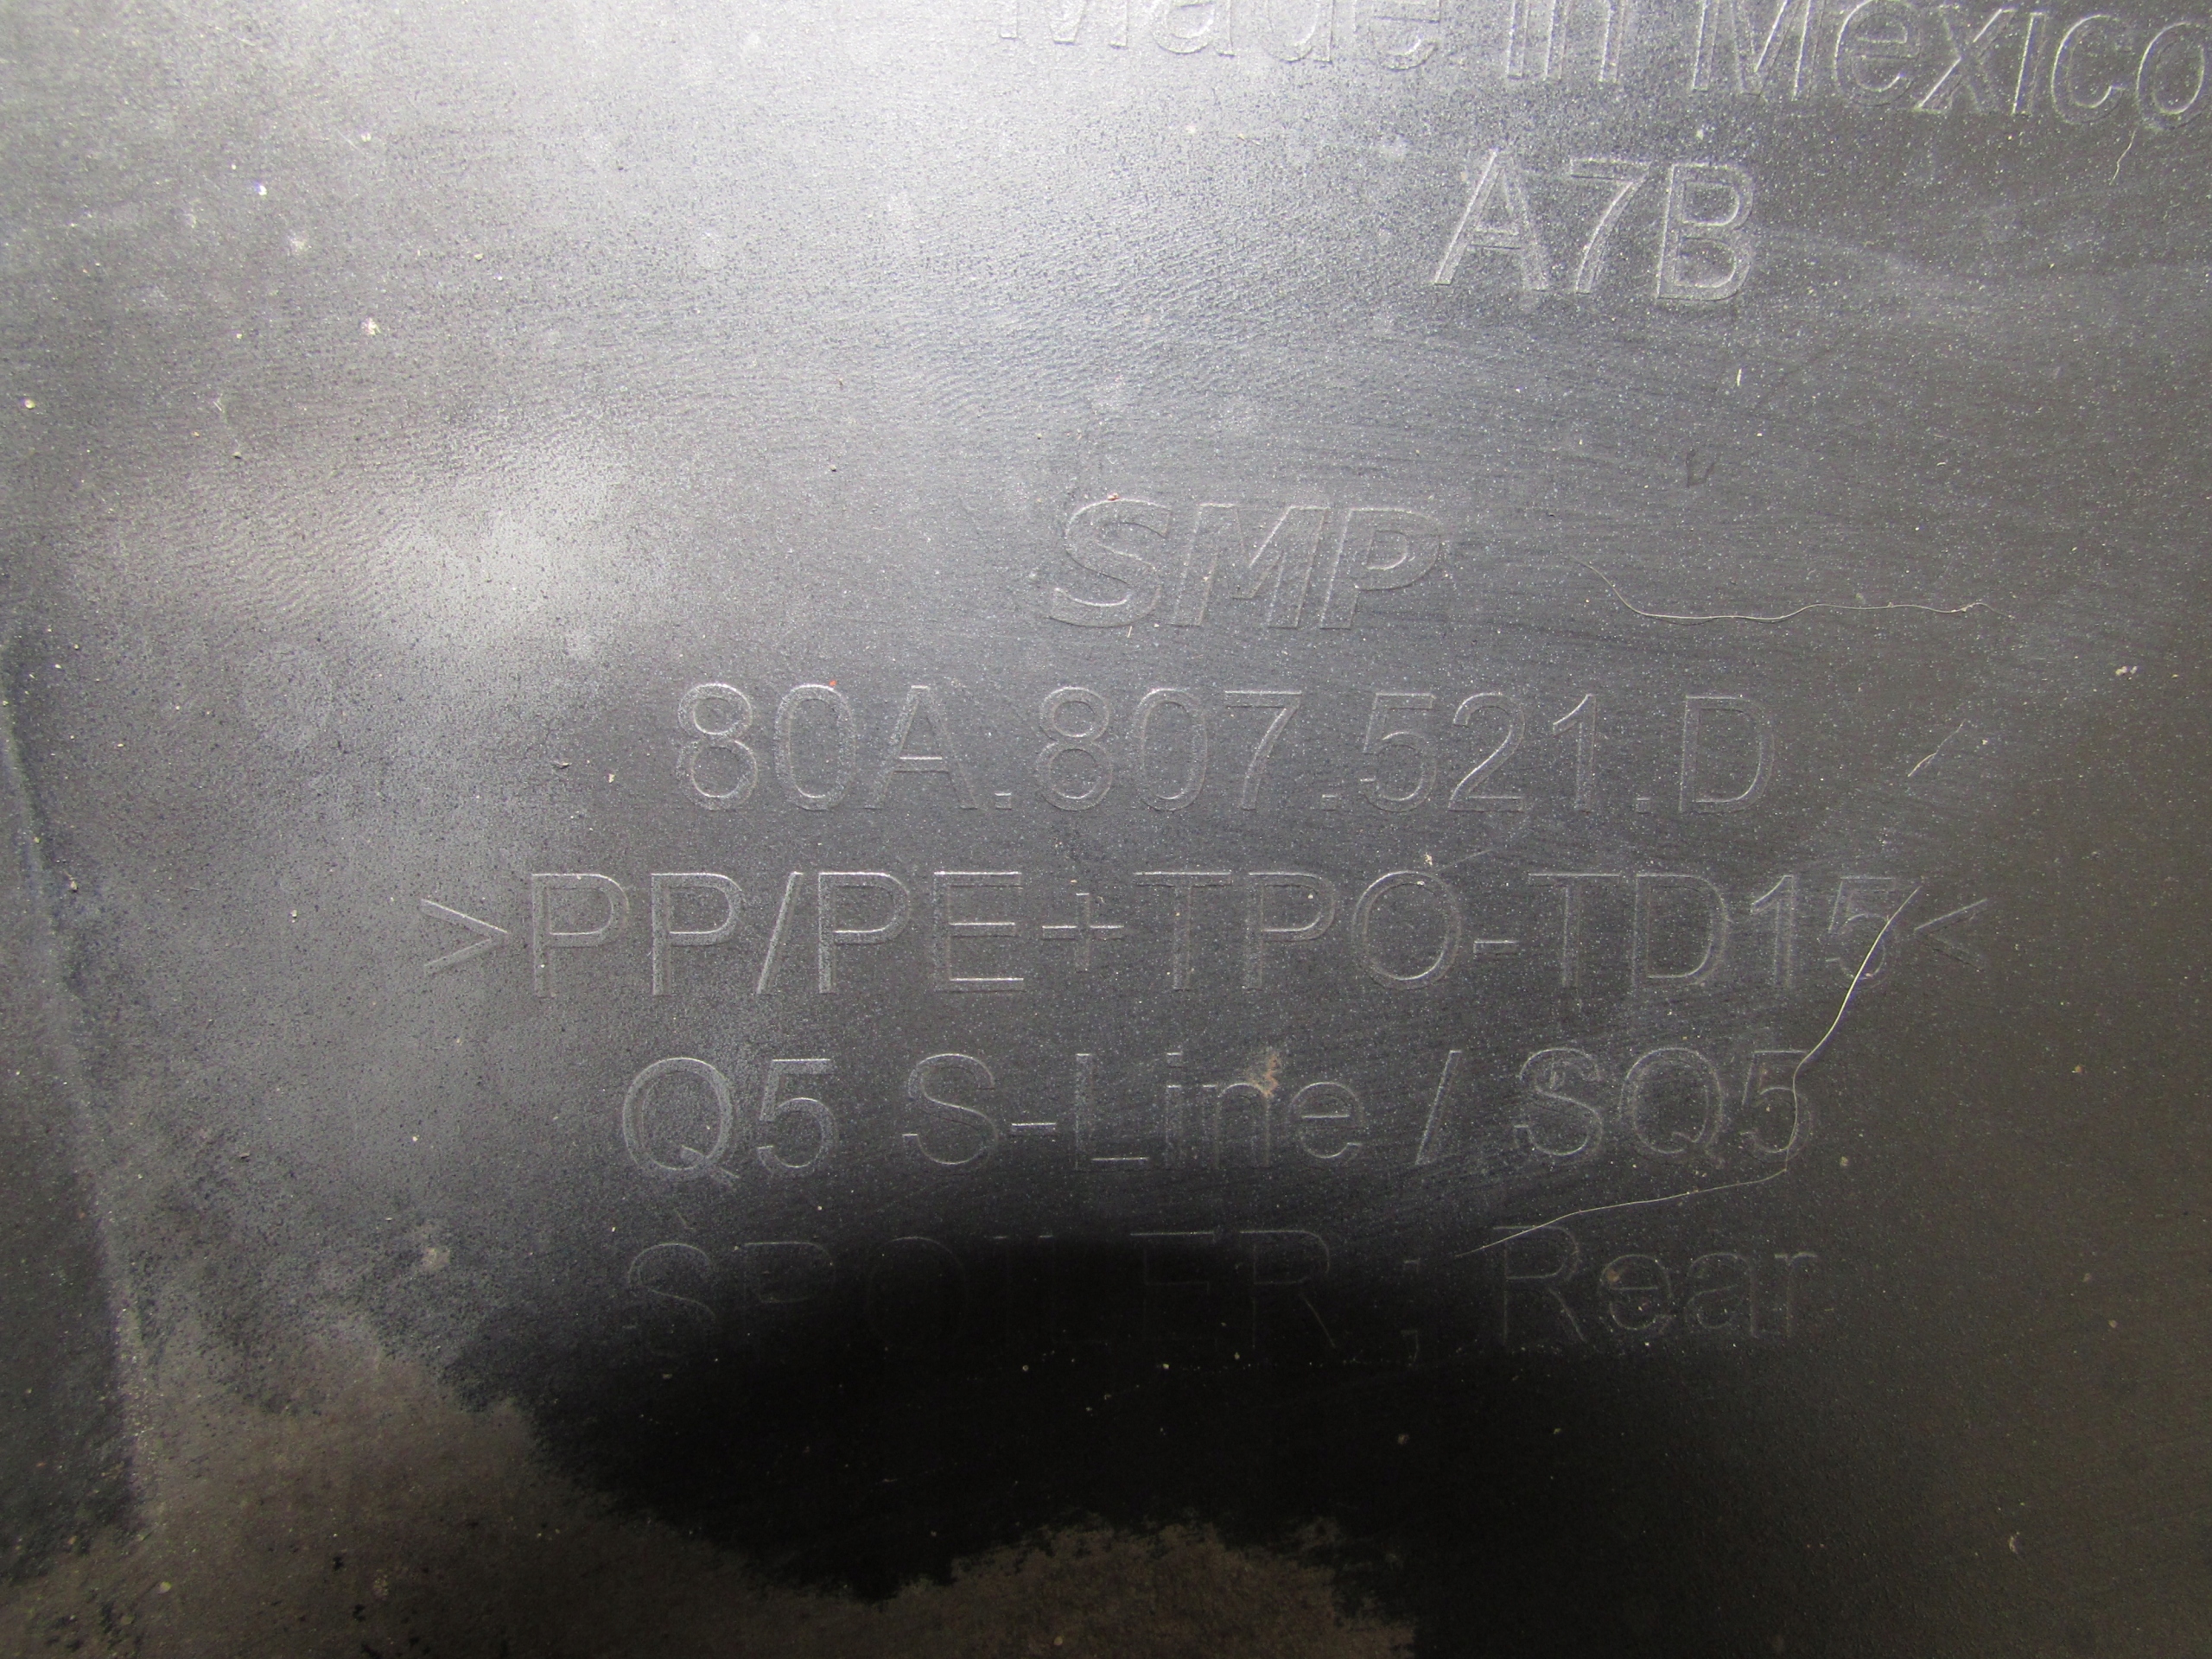 Made in Mexico
A7B
SMP
80A.807.521.D
>PP/PE+TPO-TD15<
Q5 S-Line / SQ5
SPOILER ; Rear